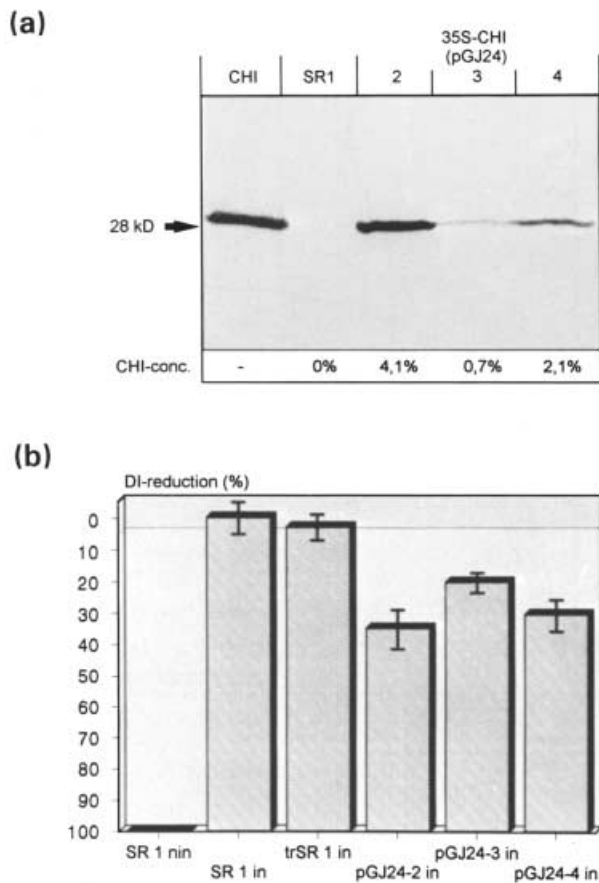 (a)
35S-CHI
(pGJ24)
CHI SR1 2 3 4
28 kD
CHI-conc. - 0% 4,1% 0,7% 2,1%
(b)
DI-reduction (%)
0
10
20
30
40
50
60
70
80
90
100
SR 1 nin
SR 1 in
trSR 1 in
pGJ24-2 in
pGJ24-3 in
pGJ24-4 in